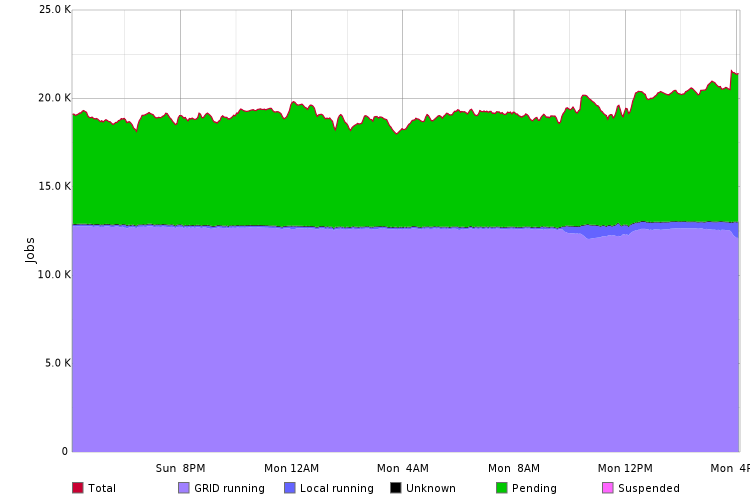 25.0 K
20.0 K
15.0 K
10.0 K
5.0 K
0
Jobs
Sun 8PM Mon 12AM Mon 4AM Mon 8AM Mon 12PM Mon 4P
Total GRID running Local running Unknown Pending Suspended